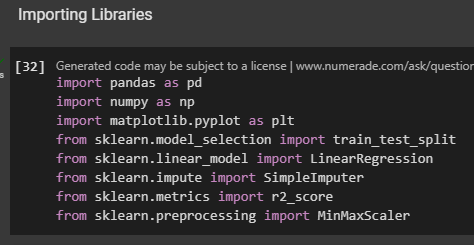 Importing Libraries
[32] Generated code may be subject to a license | www.numerade.com/ask/question
import pandas as pd
import numpy as np
import matplotlib.pyplot as plt
from sklearn.model_selection import train_test_split
from sklearn.linear_model import LinearRegression
from sklearn.impute import SimpleImputer
from sklearn.metrics import r2_score
from sklearn.preprocessing import MinMaxScaler